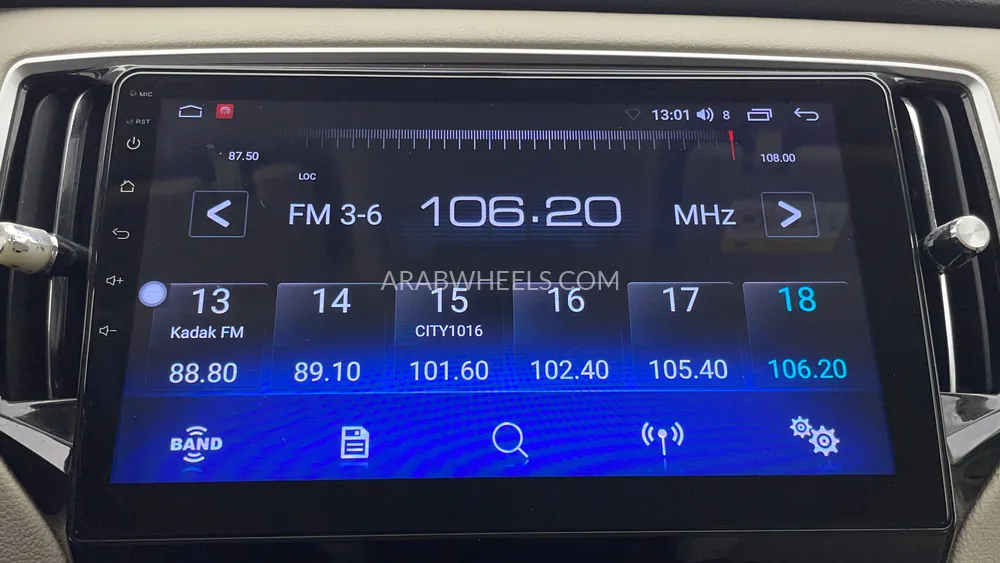 MIC
RST
13:01 8
87.50
108.00
LOC
FM 3-6 106.20 MHz
ARABWHEELS.COM
13 14 15 16 17 18
Kadak FM CITY1016
88.80 89.10 101.60 102.40 105.40 106.20
BAND